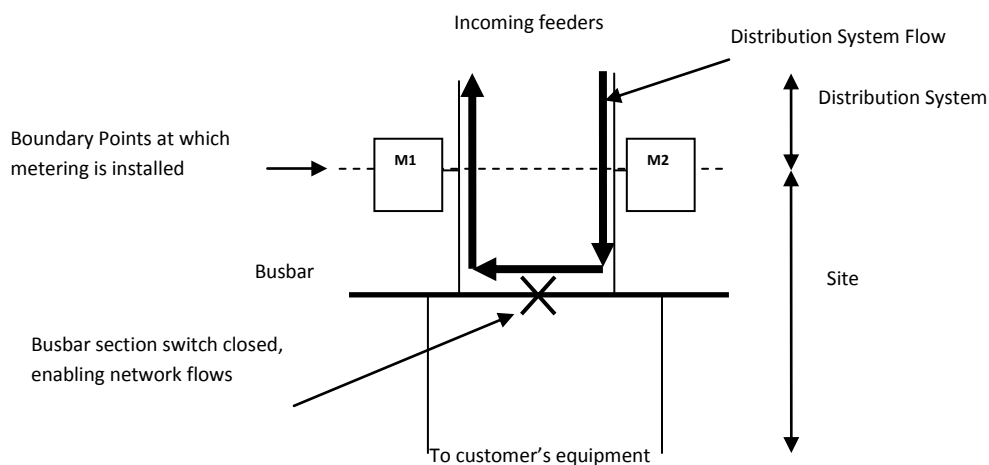 Incoming feeders
Distribution System Flow
Distribution System
Boundary Points at which
metering is installed
M1
M2
Busbar
Site
Busbar section switch closed,
enabling network flows
To customer's equipment